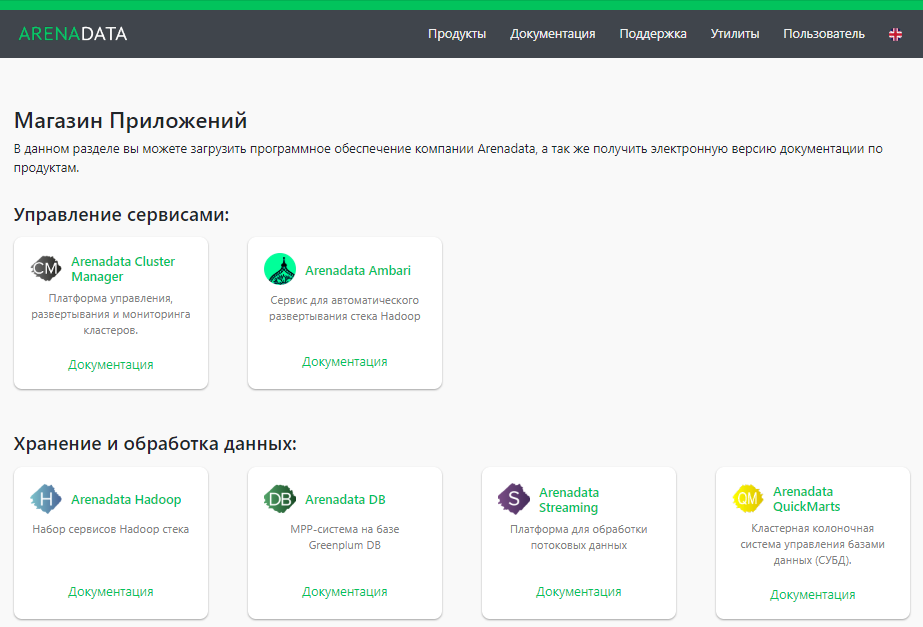 ARENADATA
Продукты Документация Поддержка Утилиты Пользователь
Магазин Приложений
В данном разделе вы можете загрузить программное обеспечение компании Arenadata, а так же получить электронную версию документации по
продуктам.
Управление сервисами:
CM
Arenadata Cluster
Manager
Платформа управления,
развертывания и мониторинга
кластеров.
Документация
Arenadata Ambari
Сервис для автоматического
развертывания стека Hadoop
Документация
Хранение и обработка данных:
H
Arenadata Hadoop
Набор сервисов Hadoop стека
Документация
DB
Arenadata DB
MPP-система на базе
Greenplum DB
Документация
S
Arenadata
Streaming
Платформа для обработки
потоковых данных
Документация
QM
Arenadata
QuickMarts
Кластерная колоночная
система управления базами
данных (СУБД).
Документация